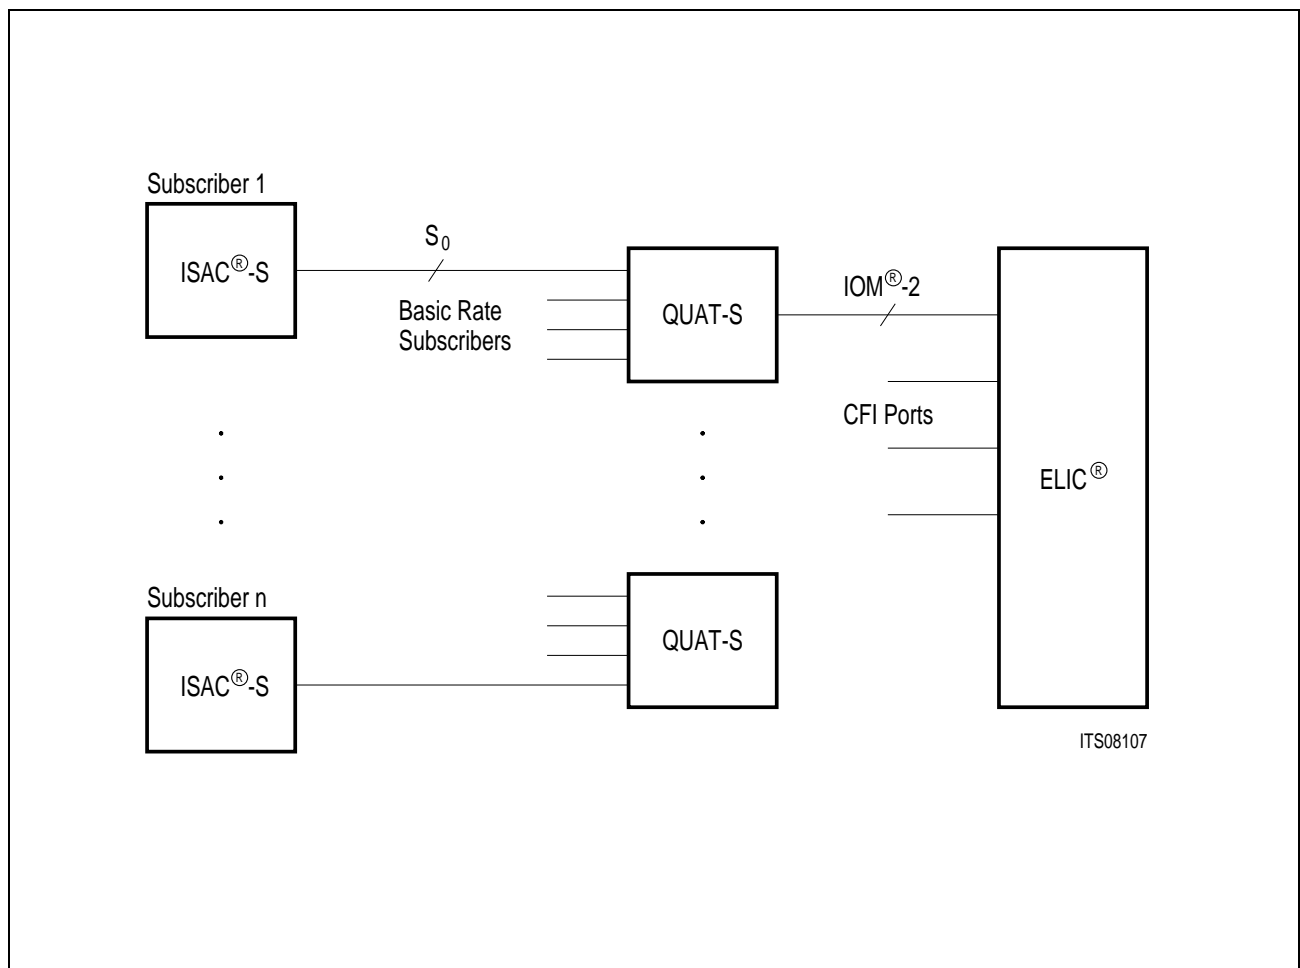 Subscriber 1
ISAC®-S
S0
Basic Rate
Subscribers
QUAT-S
IOM®-2
CFI Ports
ELIC®
Subscriber n
ISAC®-S
QUAT-S
ITS08107